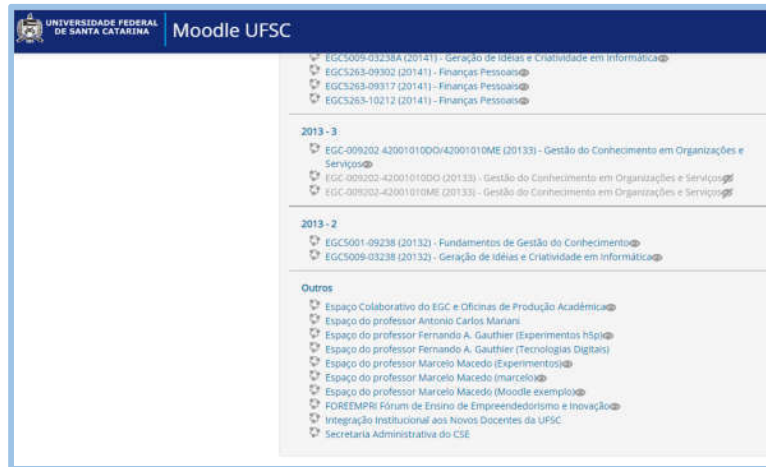 UNIVERSIDADE FEDERAL
DE SANTA CATARINA
Moodle UFSC
EGC5009-03238A (20141) - Geração de Idéias e Criatividade em Informática
EGC5263-09302 (20141) - Finanças Pessoais
EGC5263-09317 (20141) - Finanças Pessoais
EGC5263-10212 (20141) - Finanças Pessoais
2013 - 3
EGC-009202 42001010DO/42001010ME (20133) - Gestão do Conhecimento em Organizações e
Serviços
EGC-009202-42001010DO (20133) - Gestão do Conhecimento em Organizações e Serviços
EGC-009202-42001010ME (20133) - Gestão do Conhecimento em Organizações e Serviços
2013 - 2
EGC5001-09238 (20132) - Fundamentos de Gestão do Conhecimento
EGC5009-03238 (20132) - Geração de Idéias e Criatividade em Informática
Outros
Espaço Colaborativo do EGC e Oficinas de Produção Acadêmica
Espaço do professor Antonio Carlos Mariani
Espaço do professor Fernando A. Gauthier (Experimentos h5p)
Espaço do professor Fernando A. Gauthier (Tecnologias Digitais)
Espaço do professor Marcelo Macedo (Experimentos)
Espaço do professor Marcelo Macedo (marcelo)
Espaço do professor Marcelo Macedo (Moodle exemplo)
FOREEMPRI Fórum de Ensino de Empreendedorismo e Inovação
Integração Institucional aos Novos Docentes da UFSC
Secretaria Administrativa do CSE